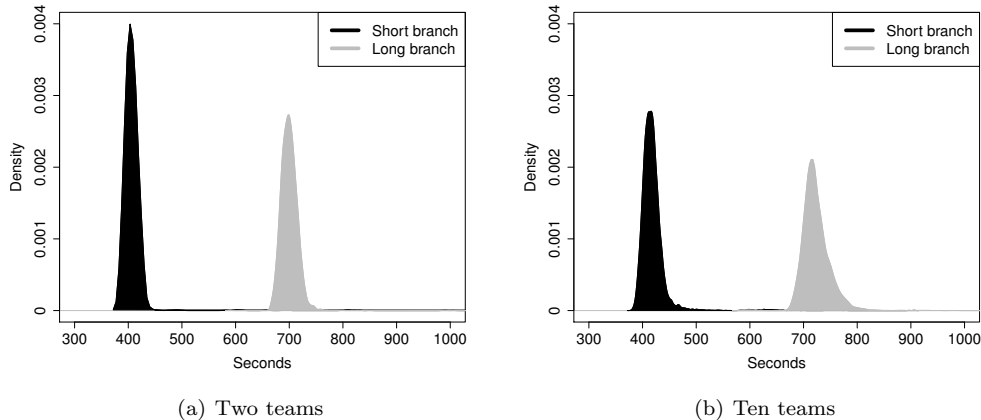 Short branch
Long branch
Density
0.004
0.003
0.002
0.001
0
300 400 500 600 700 800 900 1000
Seconds
(a) Two teams
Short branch
Long branch
Density
0.004
0.003
0.002
0.001
0
300 400 500 600 700 800 900 1000
Seconds
(b) Ten teams